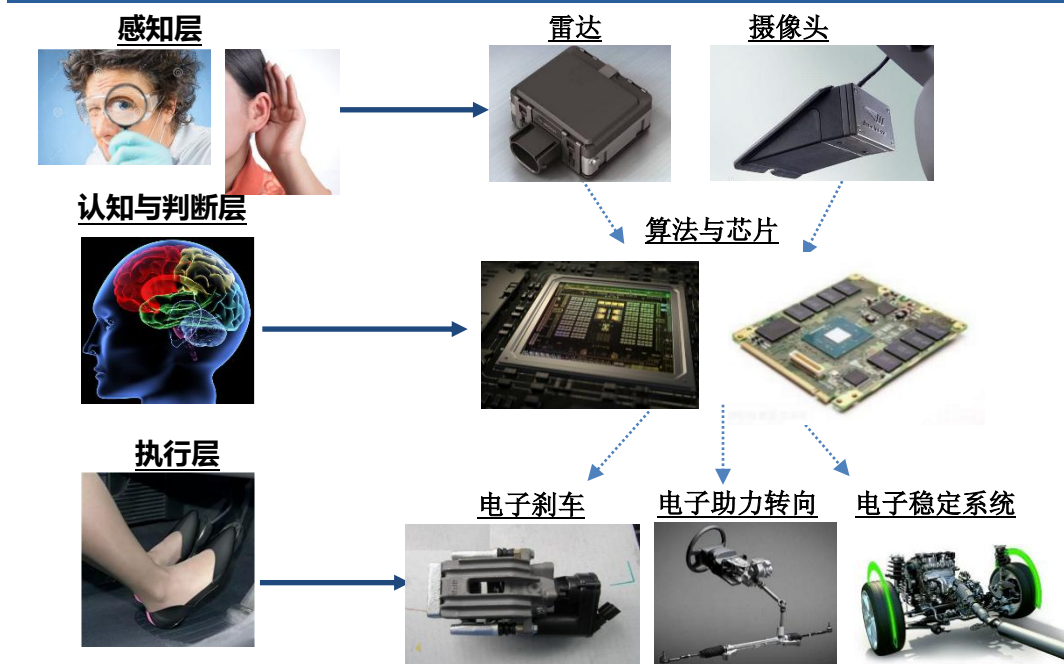 感知层
雷达
摄像头
认知与判断层
算法与芯片
执行层
电子刹车
电子助力转向
电子稳定系统